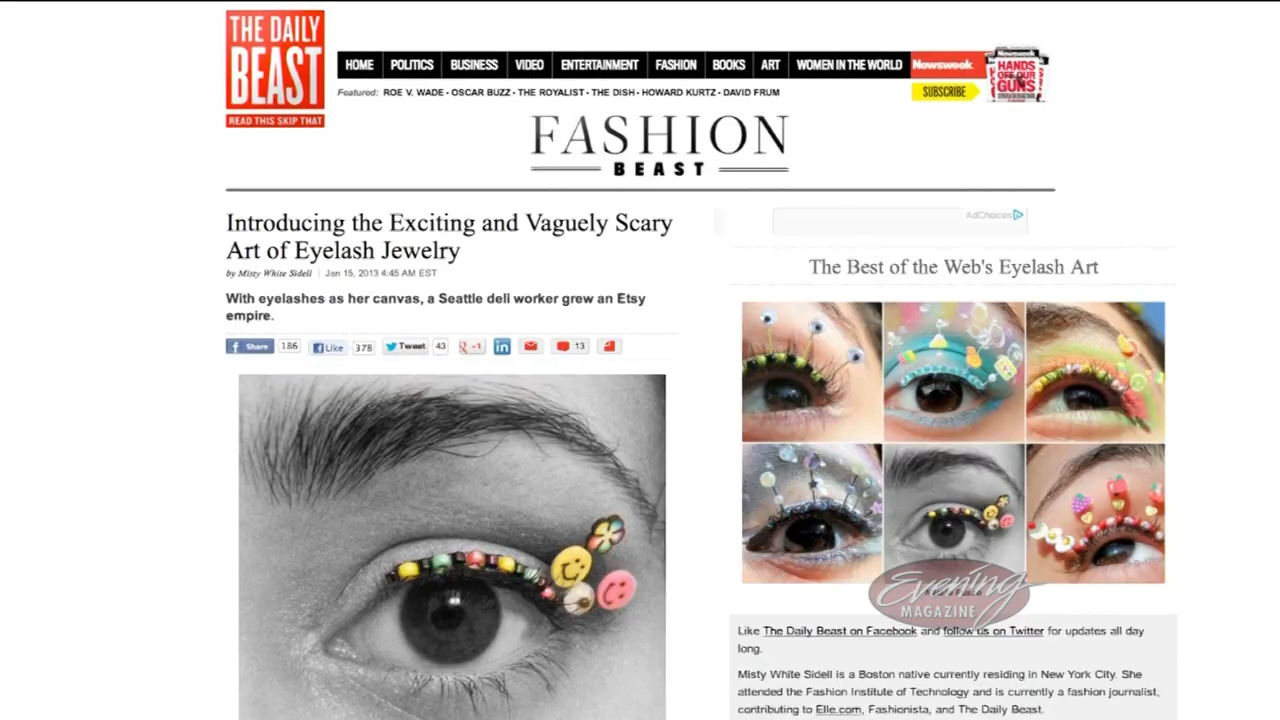 THE DAILY
BEAST
READ THIS SKIP THAT
HOME POLITICS BUSINESS VIDEO ENTERTAINMENT FASHION BOOKS ART WOMEN IN THE WORLD Newsweek
Featured: ROE V. WADE • OSCAR BUZZ • THE ROYALIST • THE DISH • HOWARD KURTZ • DAVID FRUM
SUBSCRIBE
Newsweek
HANDS
OFF OUR
GUNS
FASHION
BEAST
Introducing the Exciting and Vaguely Scary
Art of Eyelash Jewelry
by Misty White Sidell | Jan 15, 2013 4:45 AM EST
With eyelashes as her canvas, a Seattle deli worker grew an Etsy
empire.
Share 186 Like 378 Tweet 43 -1 in 13
AdChoices
The Best of the Web's Eyelash Art
Evening
MAGAZINE
Like The Daily Beast on Facebook and follow us on Twitter for updates all day
long.
Misty White Sidell is a Boston native currently residing in New York City. She
attended the Fashion Institute of Technology and is currently a fashion journalist,
contributing to Elle.com, Fashionista, and The Daily Beast.